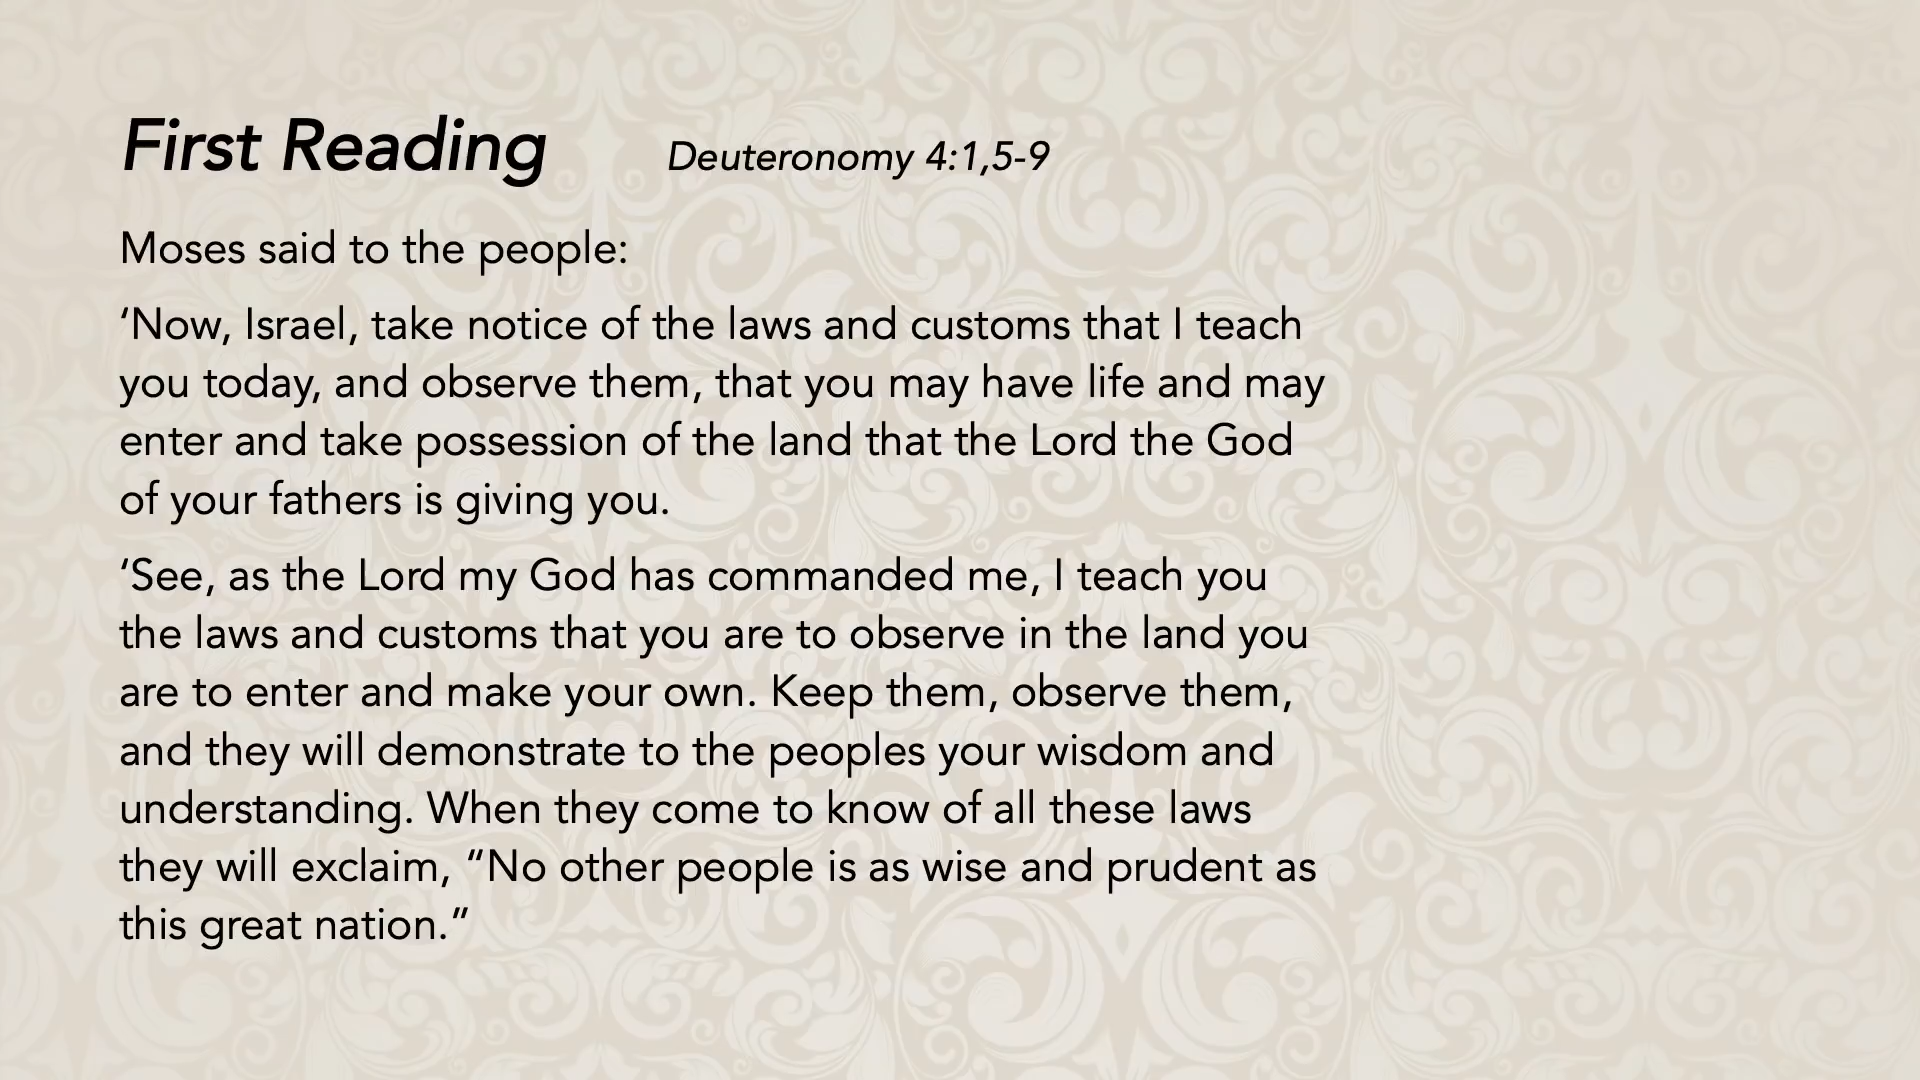 First Reading Deuteronomy 4:1,5-9
Moses said to the people:
‘Now, Israel, take notice of the laws and customs that I teach
you today, and observe them, that you may have life and may
enter and take possession of the land that the Lord the God
of your fathers is giving you.
‘See, as the Lord my God has commanded me, I teach you
the laws and customs that you are to observe in the land you
are to enter and make your own. Keep them, observe them,
and they will demonstrate to the peoples your wisdom and
understanding. When they come to know of all these laws
they will exclaim, “No other people is as wise and prudent as
this great nation.”